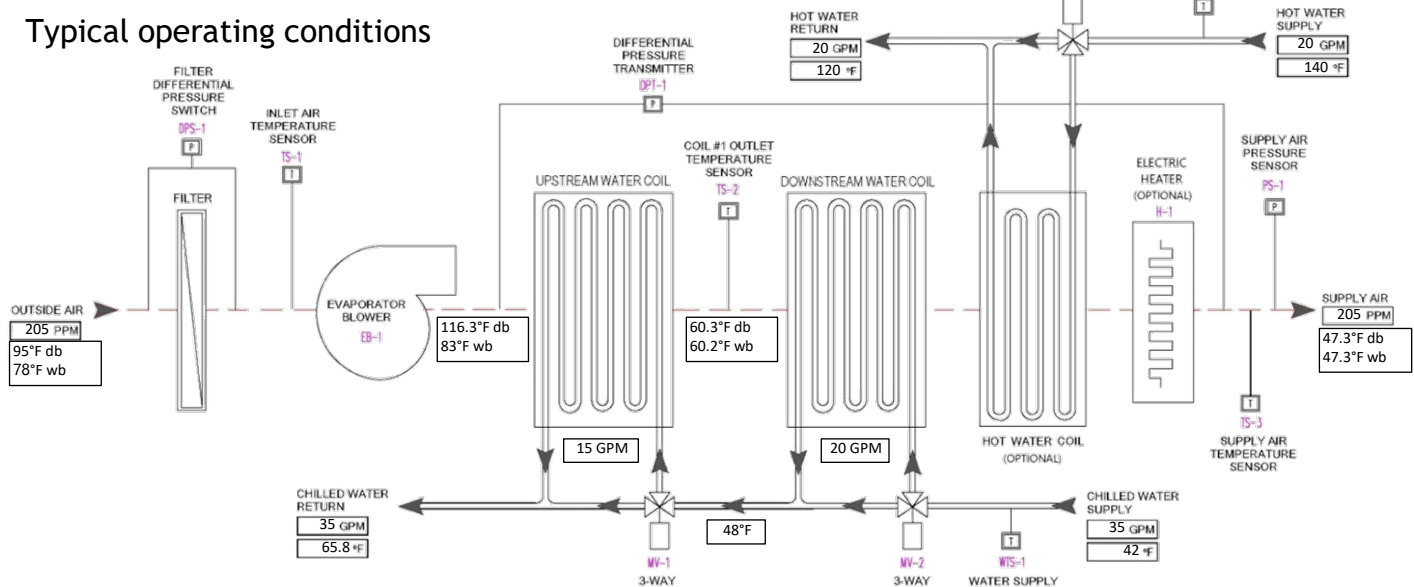 Typical operating conditions
HOT WATER
RETURN
20 GPM
120 °F
T
HOT WATER
SUPPLY
20 GPM
140 °F
FILTER
DIFFERENTIAL
PRESSURE
SWITCH
DPS-1
P
INLET AIR
TEMPERATURE
SENSOR
TS-1
T
DIFFERENTIAL
PRESSURE
TRANSMITTER
DPT-1
P
COIL #1 OUTLET
TEMPERATURE
SENSOR
TS-2
T
SUPPLY AIR
PRESSURE
SENSOR
PS-1
P
ELECTRIC
HEATER
(OPTIONAL)
H-1
FILTER
UPSTREAM WATER COIL
DOWNSTREAM WATER COIL
OUTSIDE AIR
205 PPM
95°F db
78°F wb
EVAPORATOR
BLOWER
EB-1
116.3°F db
83°F wb
60.3°F db
60.2°F wb
SUPPLY AIR
205 PPM
47.3°F db
47.3°F wb
T
TS-3
SUPPLY AIR
TEMPERATURE
SENSOR
15 GPM
20 GPM
HOT WATER COIL
(OPTIONAL)
CHILLED WATER
RETURN
35 GPM
65.8 °F
48°F
CHILLED WATER
SUPPLY
35 GPM
42 °F
T
MV-1
3-WAY
MV-2
3-WAY
WTS-1
WATER SUPPLY